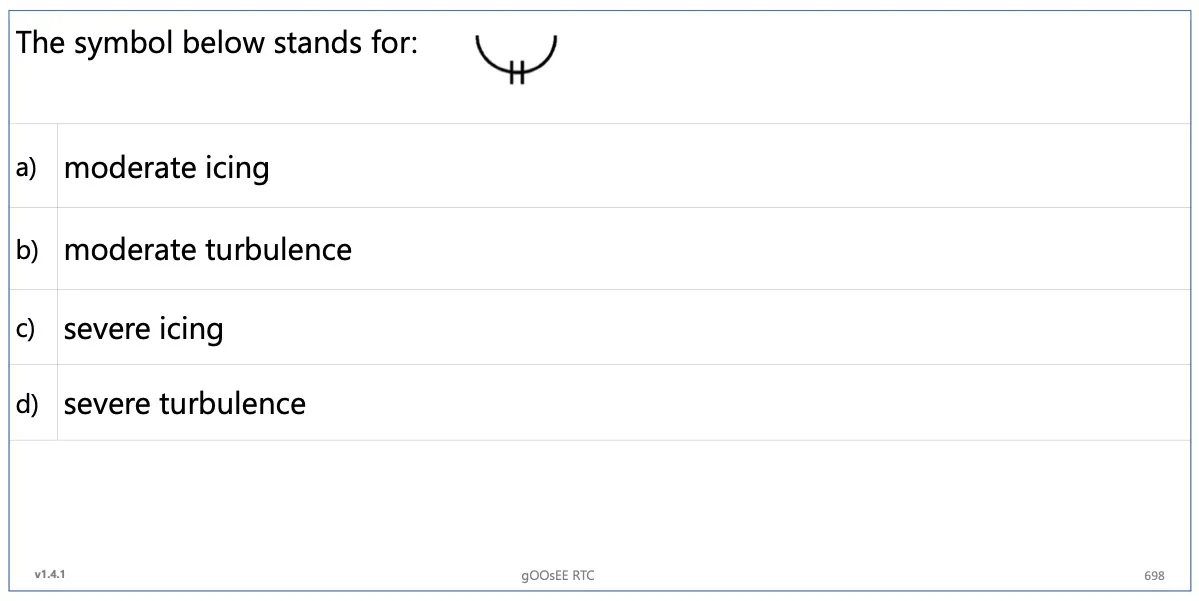 The symbol below stands for:
a) moderate icing
b) moderate turbulence
c) severe icing
d) severe turbulence
v1.4.1 gOOsEE RTC 698